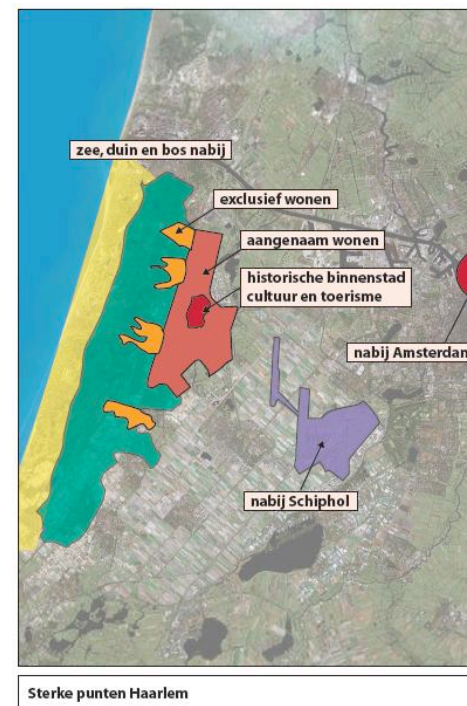 zee, duin en bos nabij
exclusief wonen
aangenaam wonen
historische binnenstad
cultuur en toerisme
nabij Amsterdam
nabij Schiphol
Sterke punten Haarlem